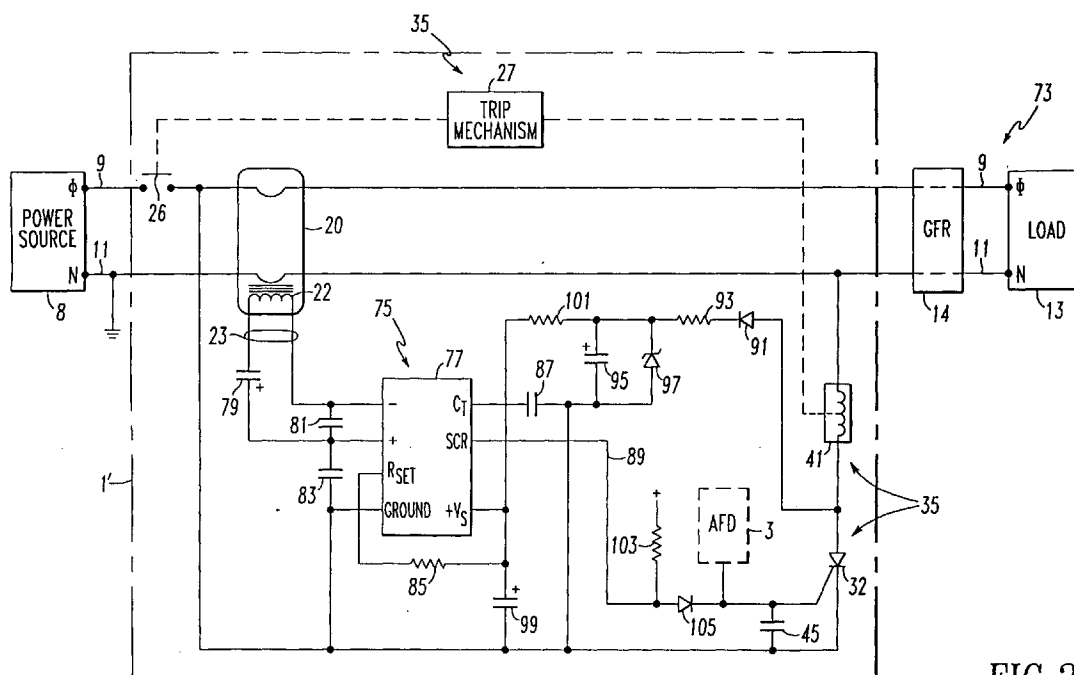 35
27
TRIP
MECHANISM
73
9
Φ
26
20
POWER
SOURCE
11
N
8
9
Φ
GFR
LOAD
11
N
14
13
22
23
75
77
101
93
91
+
95
97
87
+
79
−
CT
81
+
SCR
RSET
83
GROUND
+VS
89
41
35
1'
85
+
103
AFD
3
32
+
99
105
45